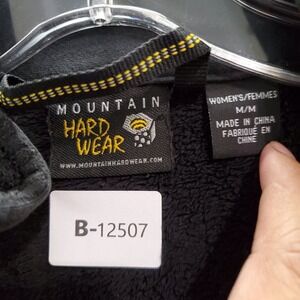 MOUNTAIN
HARD
WEAR
WWW.MOUNTAINHARDWEAR.COM
WOMEN'S/FEMMES
M/M
MADE IN CHINA
FABRIQUÉ EN
CHINE
B-12507